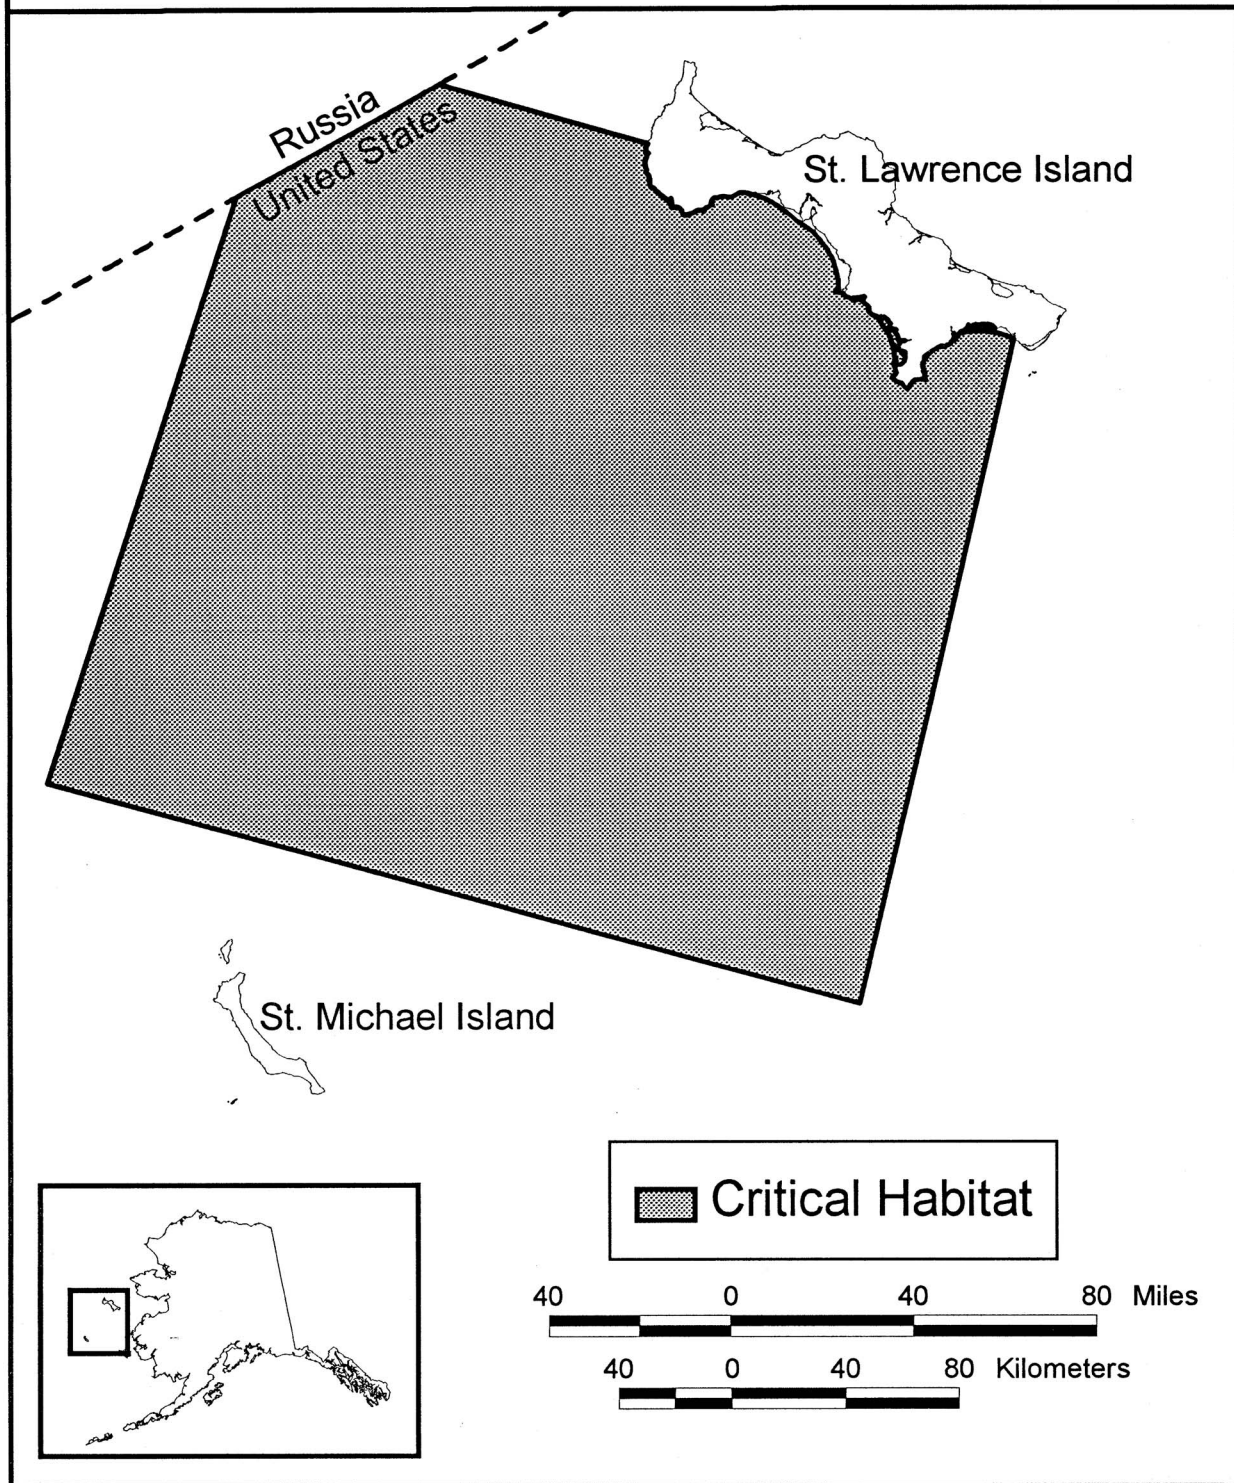 Russia
United States
St. Lawrence Island
St. Michael Island
Critical Habitat
40 0 40 80 Miles
40 0 40 80 Kilometers